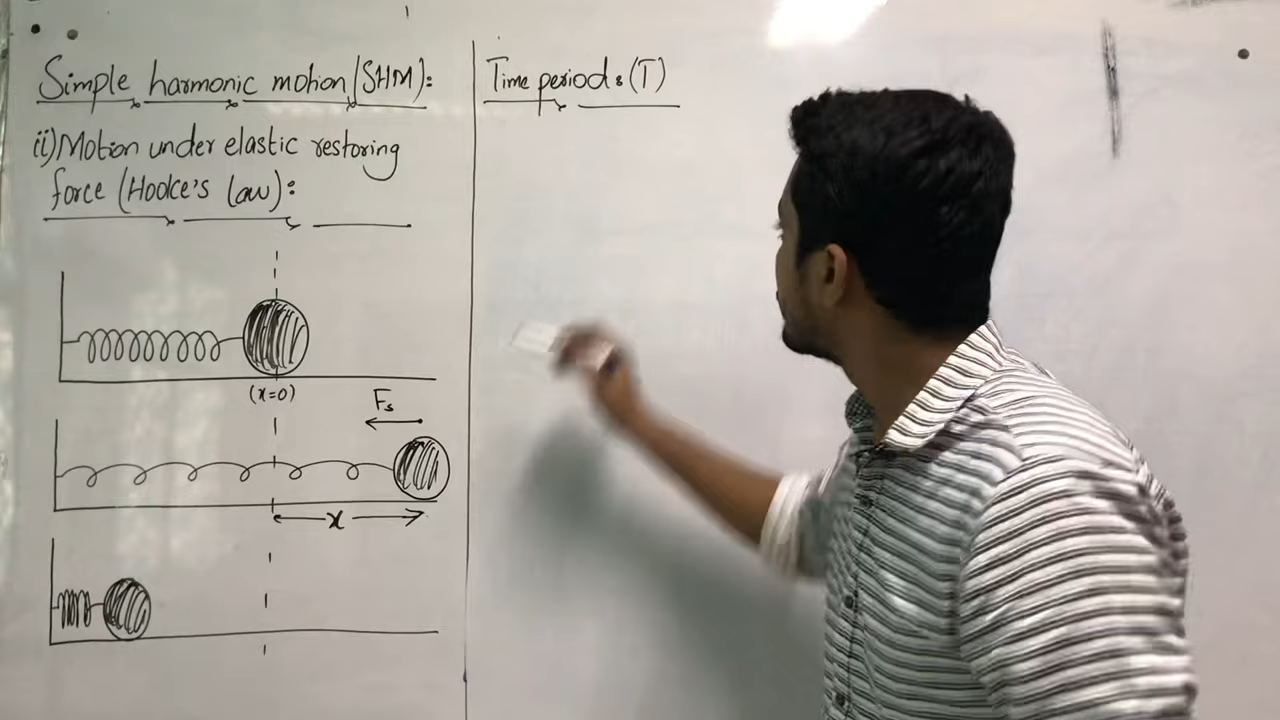 Simple harmonic motion (SHM):
ii) Motion under elastic restoring
force (Hooke's law):
(x=0)
Fs
x
Time period : (T)